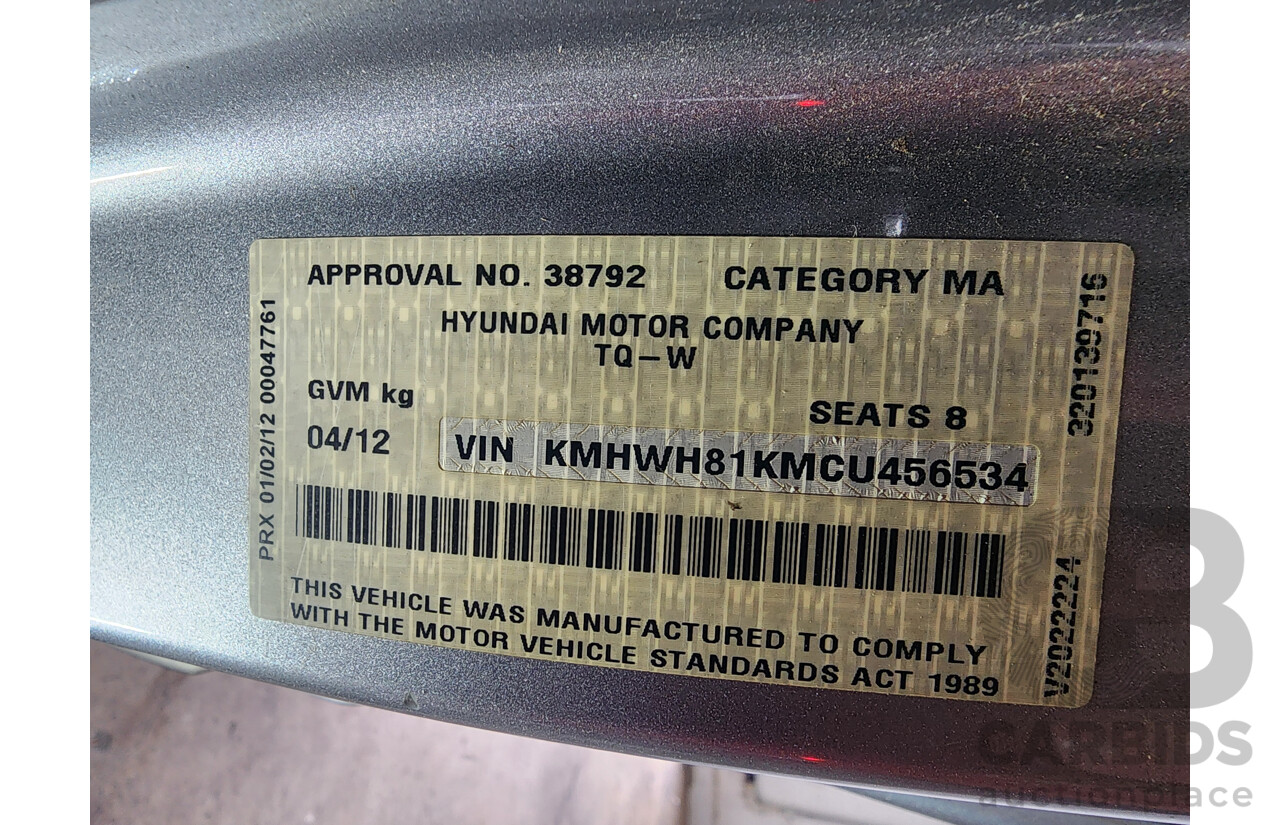 APPROVAL NO. 38792 CATEGORY MA
HYUNDAI MOTOR COMPANY
TQ-W
GVM kg
SEATS 8
04/12
VIN KMHWH81KMCU456534
THIS VEHICLE WAS MANUFACTURED TO COMPLY
WITH THE MOTOR VEHICLE STANDARDS ACT 1989
PRX 01/02/12 00047761
320139716
V2022224
B
CARBIDS
auctionplace